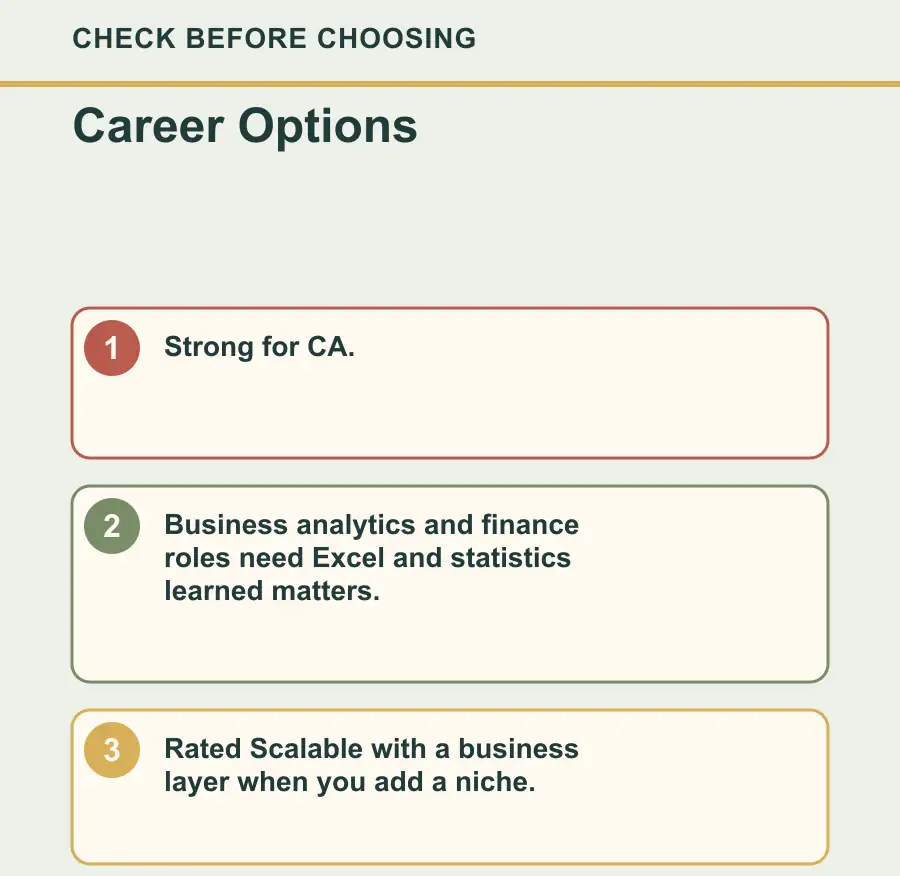 CHECK BEFORE CHOOSING
Career Options
1
Strong for CA.
2
Business analytics and finance
roles need Excel and statistics
learned matters.
3
Rated Scalable with a business
layer when you add a niche.